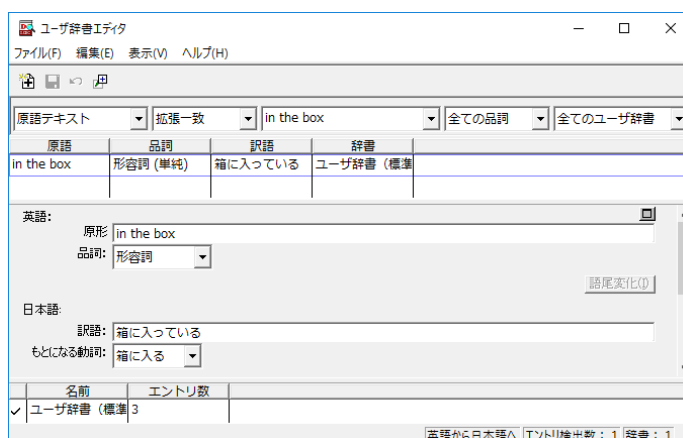 ユーザ辞書エディタ
ファイル(F) 編集(E) 表示(V) ヘルプ(H)
原語テキスト 拡張一致 in the box 全ての品詞 全てのユーザ辞書
原語 品詞 訳語 辞書
in the box 形容詞 (単純) 箱に入っている ユーザ辞書（標準
英語:
原形 in the box
品詞: 形容詞
語尾変化(I)
日本語:
訳語: 箱に入っている
もとになる動詞: 箱に入る
名前 エントリ数
ユーザ辞書（標準 3
英語から日本語へ エントリ検出数： 1 辞書： 1